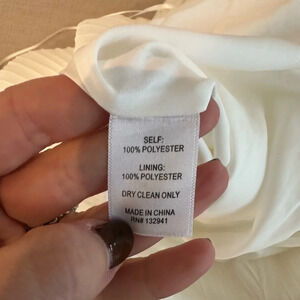 SELF:
100% POLYESTER
LINING:
100% POLYESTER
DRY CLEAN ONLY
MADE IN CHINA
RN# 132941